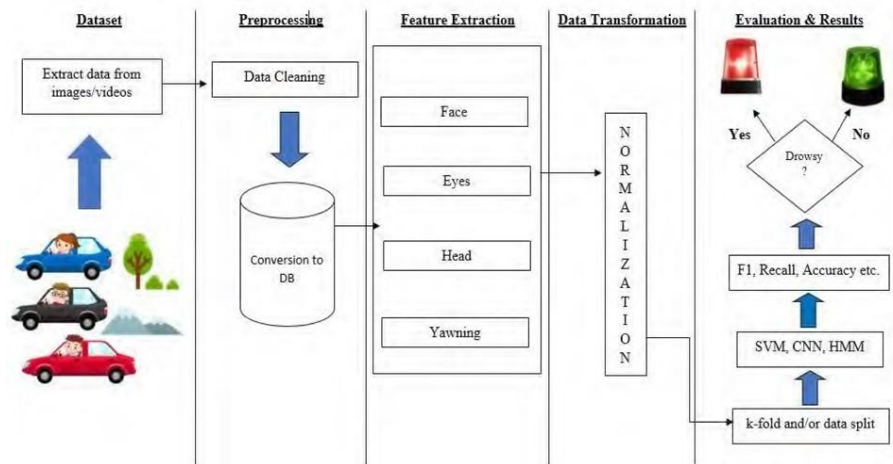 Dataset
Preprocessing
Feature Extraction
Data Transformation
Evaluation & Results
Extract data from
images/videos
Data Cleaning
Conversion to
DB
Face
Eyes
Head
Yawning
NORMALIZATION
Yes
No
Drowsy
?
F1, Recall, Accuracy etc.
SVM, CNN, HMM
k-fold and/or data split